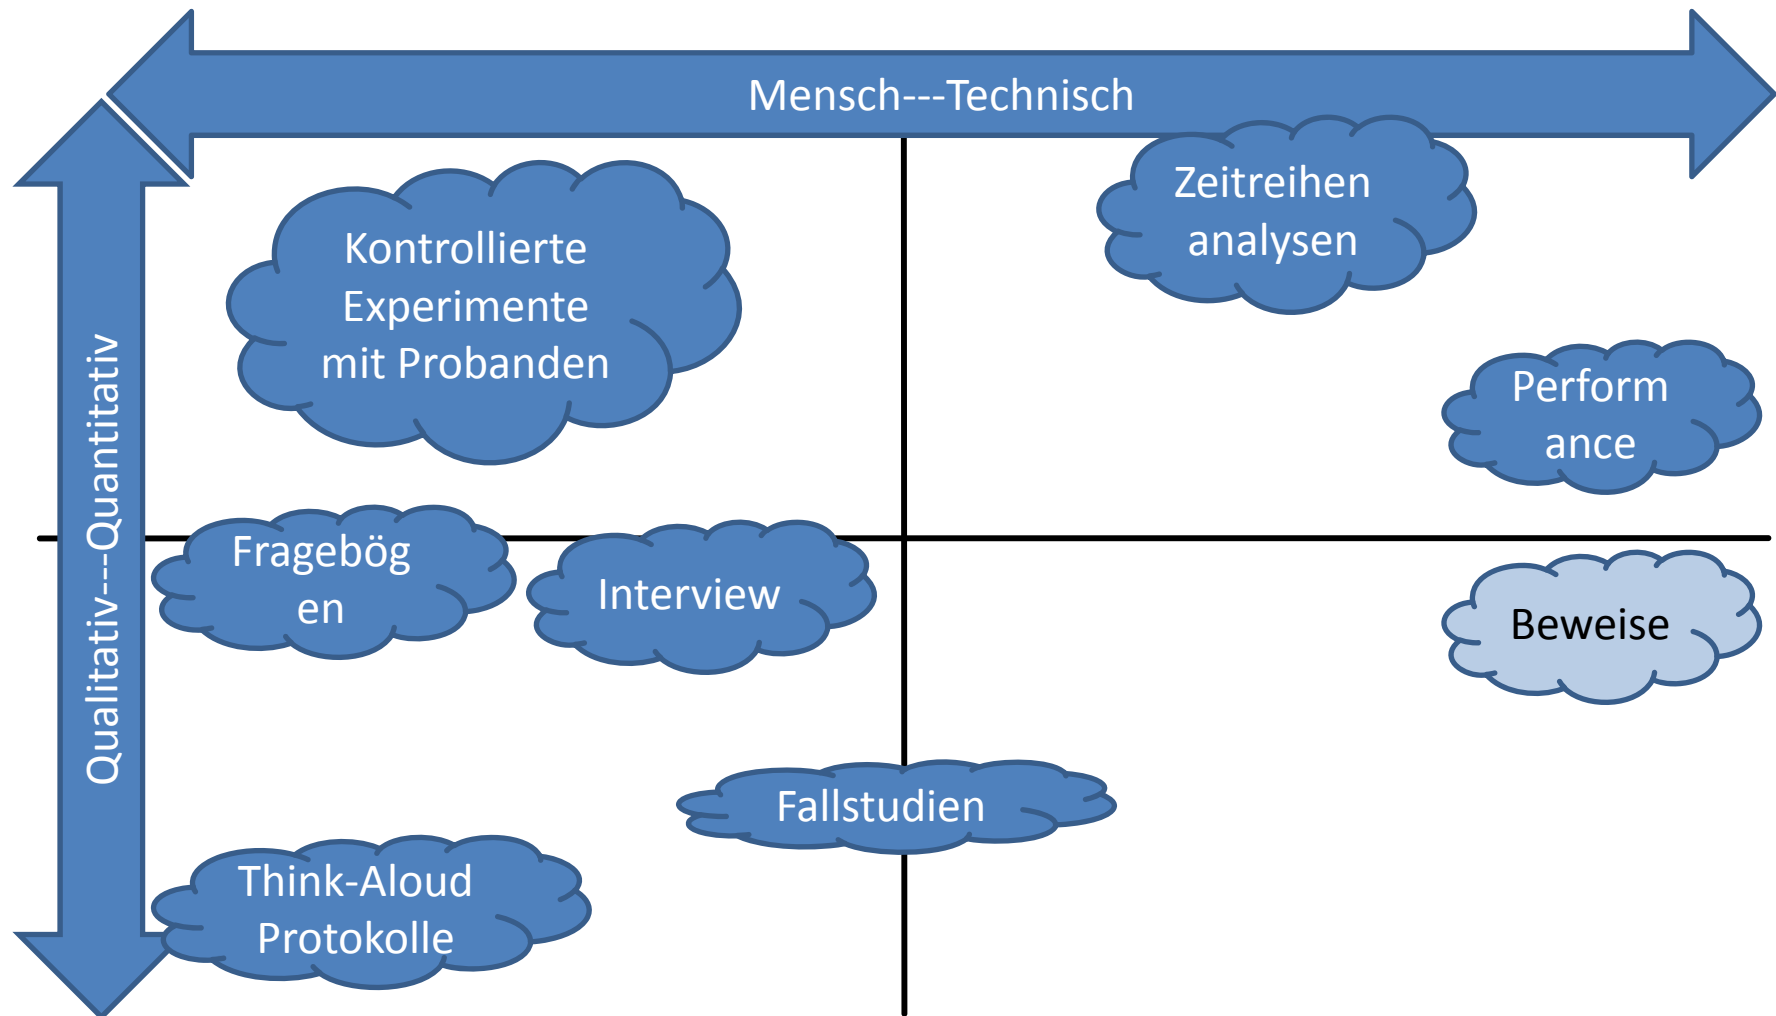 Mensch---Technisch
Qualitativ---Quantitativ
Kontrollierte
Experimente
mit Probanden
Zeitreihen
analysen
Perform
ance
Fragebög
en
Interview
Beweise
Fallstudien
Think-Aloud
Protokolle